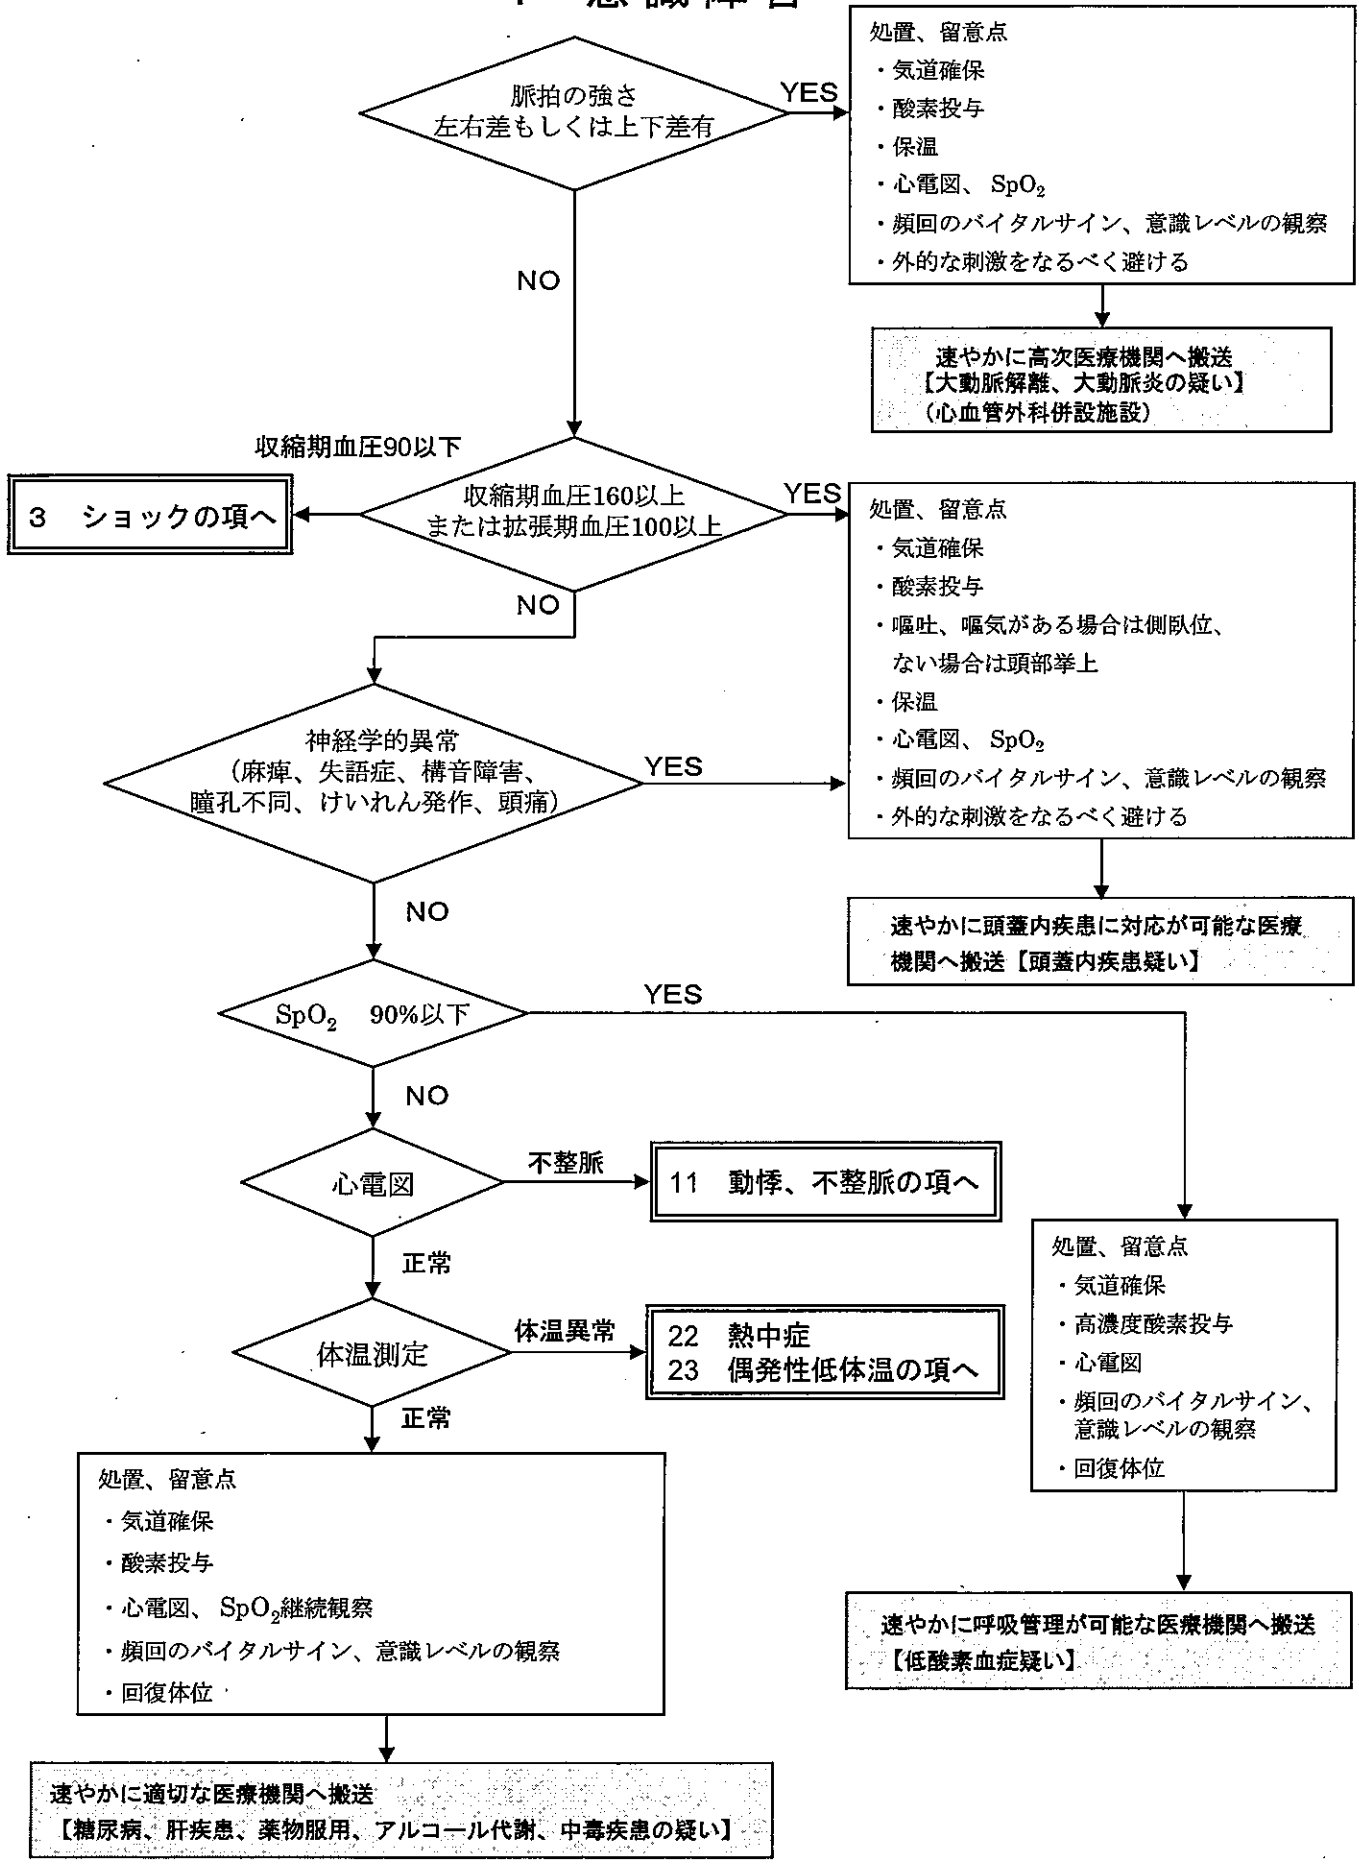 意識障害
脈拍の強さ
左右差もしくは上下差有
YES
処置、留意点
・気道確保
・酸素投与
・保温
・心電図、 SpO₂
・頻回のバイタルサイン、意識レベルの観察
・外的な刺激をなるべく避ける
NO
速やかに高次医療機関へ搬送
【大動脈解離、大動脈炎の疑い】
（心血管外科併設施設）
収縮期血圧90以下
3 ショックの項へ
収縮期血圧160以上
または拡張期血圧100以上
YES
処置、留意点
・気道確保
・酸素投与
・嘔吐、嘔気がある場合は側臥位、
ない場合は頭部挙上
・保温
・心電図、 SpO₂
・頻回のバイタルサイン、意識レベルの観察
・外的な刺激をなるべく避ける
NO
神経学的異常
（麻痺、失語症、構音障害、
瞳孔不同、けいれん発作、頭痛）
YES
速やかに頭蓋内疾患に対応が可能な医療
機関へ搬送【頭蓋内疾患疑い】
NO
SpO₂ 90%以下
YES
NO
心電図
不整脈
11 動悸、不整脈の項へ
正常
体温測定
体温異常
22 熱中症
23 偶発性低体温の項へ
正常
処置、留意点
・気道確保
・高濃度酸素投与
・心電図
・頻回のバイタルサイン、
意識レベルの観察
・回復体位
速やかに呼吸管理が可能な医療機関へ搬送
【低酸素血症疑い】
処置、留意点
・気道確保
・酸素投与
・心電図、 SpO₂継続観察
・頻回のバイタルサイン、意識レベルの観察
・回復体位
速やかに適切な医療機関へ搬送
【糖尿病、肝疾患、薬物服用、アルコール代謝、中毒疾患の疑い】